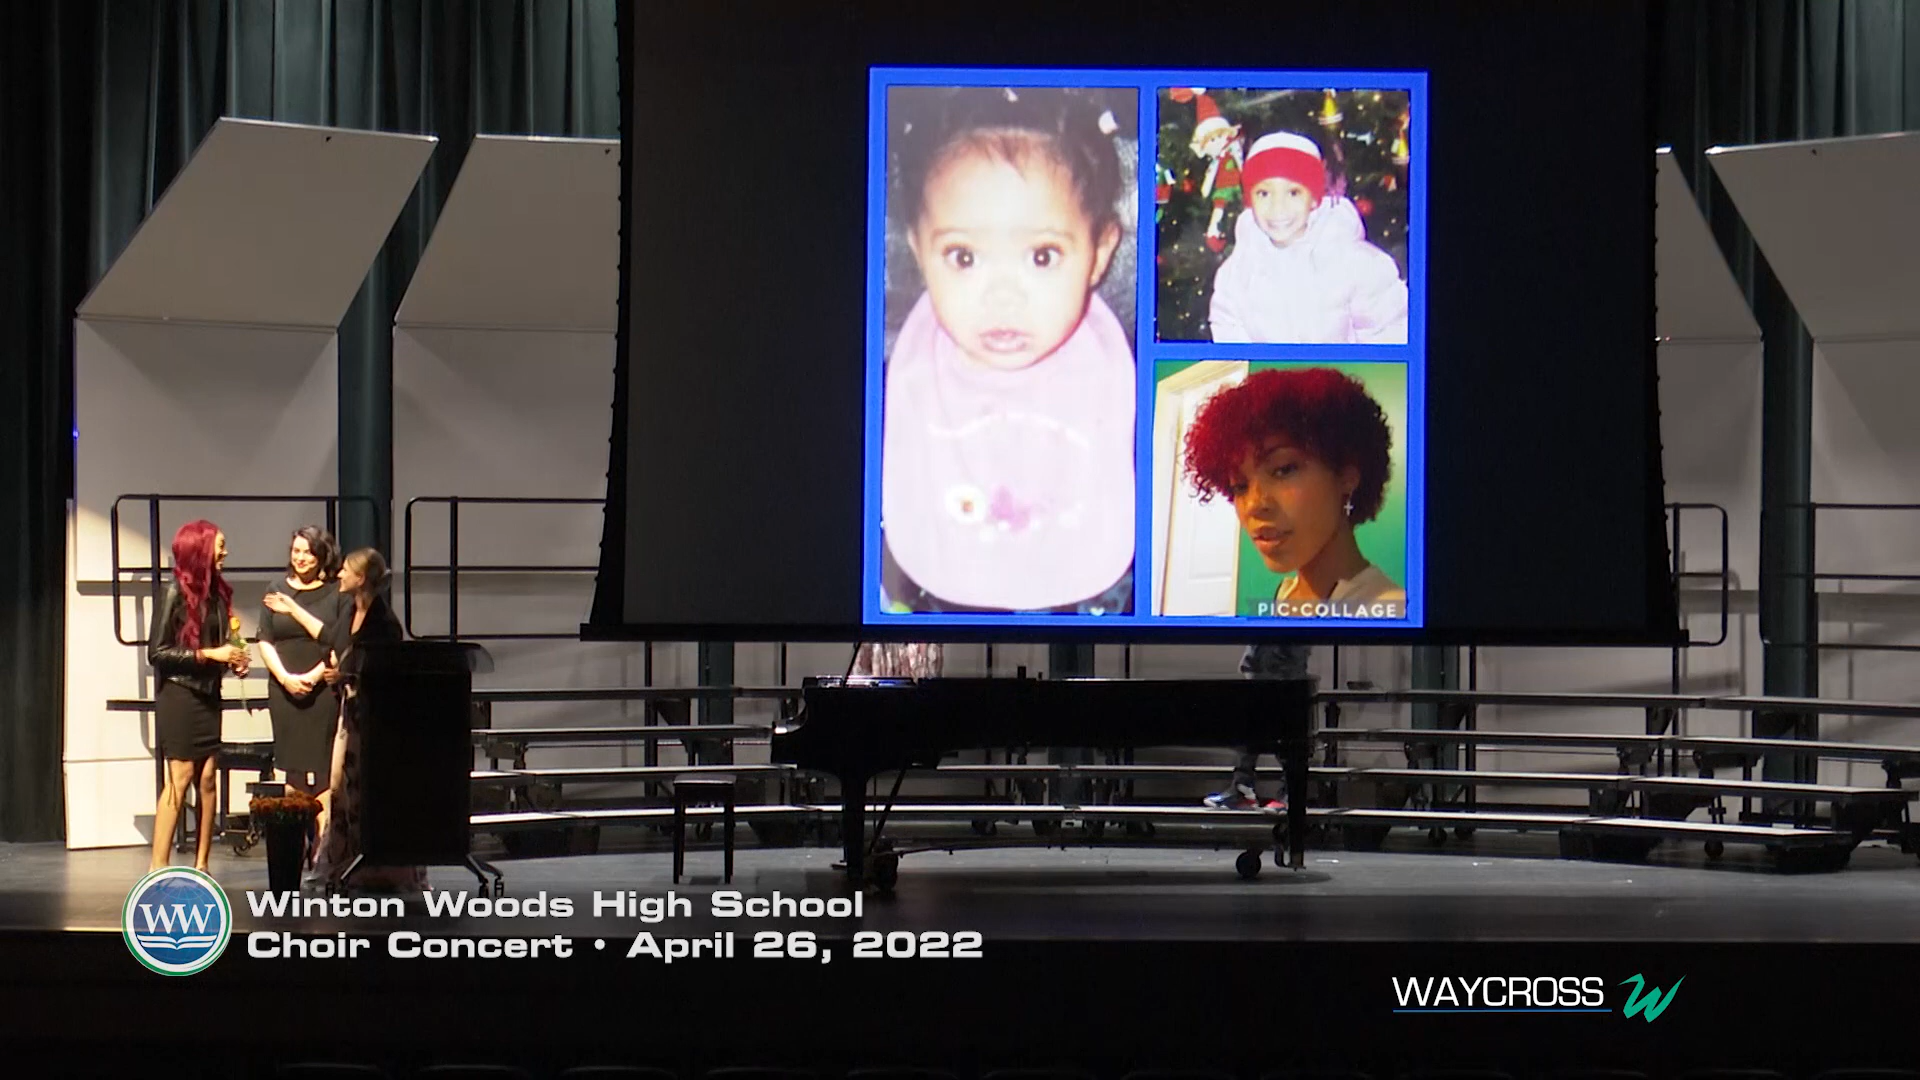 PIC•COLLAGE
WW
Winton Woods High School
Choir Concert • April 26, 2022
WAYCROSS W